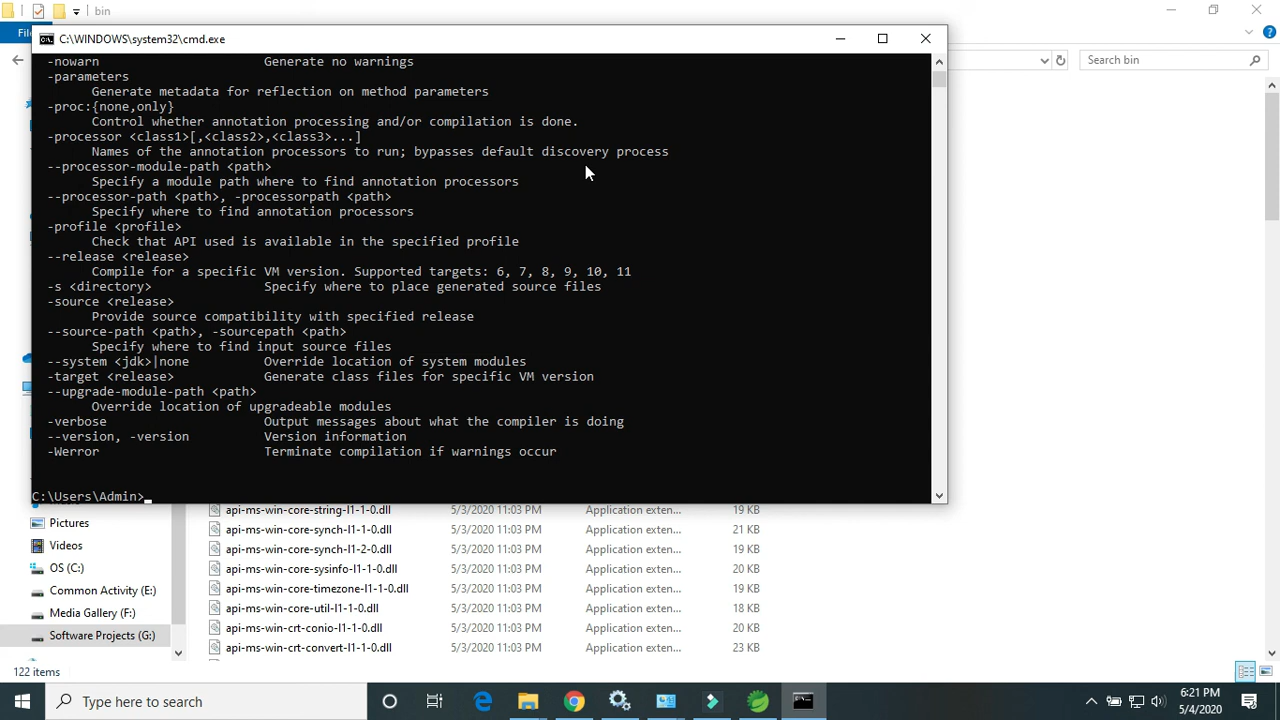 bin
Fil
C:\WINDOWS\system32\cmd.exe
Search bin
-nowarn Generate no warnings
-parameters
Generate metadata for reflection on method parameters
-proc:{none,only}
Control whether annotation processing and/or compilation is done.
-processor <class1>[,<class2>,<class3>...]
Names of the annotation processors to run; bypasses default discovery process
--processor-module-path <path>
Specify a module path where to find annotation processors
--processor-path <path>, -processorpath <path>
Specify where to find annotation processors
-profile <profile>
Check that API used is available in the specified profile
--release <release>
Compile for a specific VM version. Supported targets: 6, 7, 8, 9, 10, 11
-s <directory> Specify where to place generated source files
-source <release>
Provide source compatibility with specified release
--source-path <path>, -sourcepath <path>
Specify where to find input source files
--system <jdk>|none Override location of system modules
-target <release> Generate class files for specific VM version
--upgrade-module-path <path>
Override location of upgradeable modules
-verbose Output messages about what the compiler is doing
--version, -version Version information
-Werror Terminate compilation if warnings occur
C:\Users\Admin>
api-ms-win-core-string-l1-1-0.dll 5/3/2020 11:03 PM Application exten... 19 KB
Pictures api-ms-win-core-synch-l1-1-0.dll 5/3/2020 11:03 PM Application exten... 21 KB
Videos api-ms-win-core-synch-l1-2-0.dll 5/3/2020 11:03 PM Application exten... 19 KB
OS (C:) api-ms-win-core-sysinfo-l1-1-0.dll 5/3/2020 11:03 PM Application exten... 20 KB
Common Activity (E:) api-ms-win-core-timezone-l1-1-0.dll 5/3/2020 11:03 PM Application exten... 19 KB
Media Gallery (F:) api-ms-win-core-util-l1-1-0.dll 5/3/2020 11:03 PM Application exten... 18 KB
Software Projects (G:) api-ms-win-crt-conio-l1-1-0.dll 5/3/2020 11:03 PM Application exten... 20 KB
api-ms-win-crt-convert-l1-1-0.dll 5/3/2020 11:03 PM Application exten... 23 KB
122 items
Type here to search
6:21 PM
5/4/2020